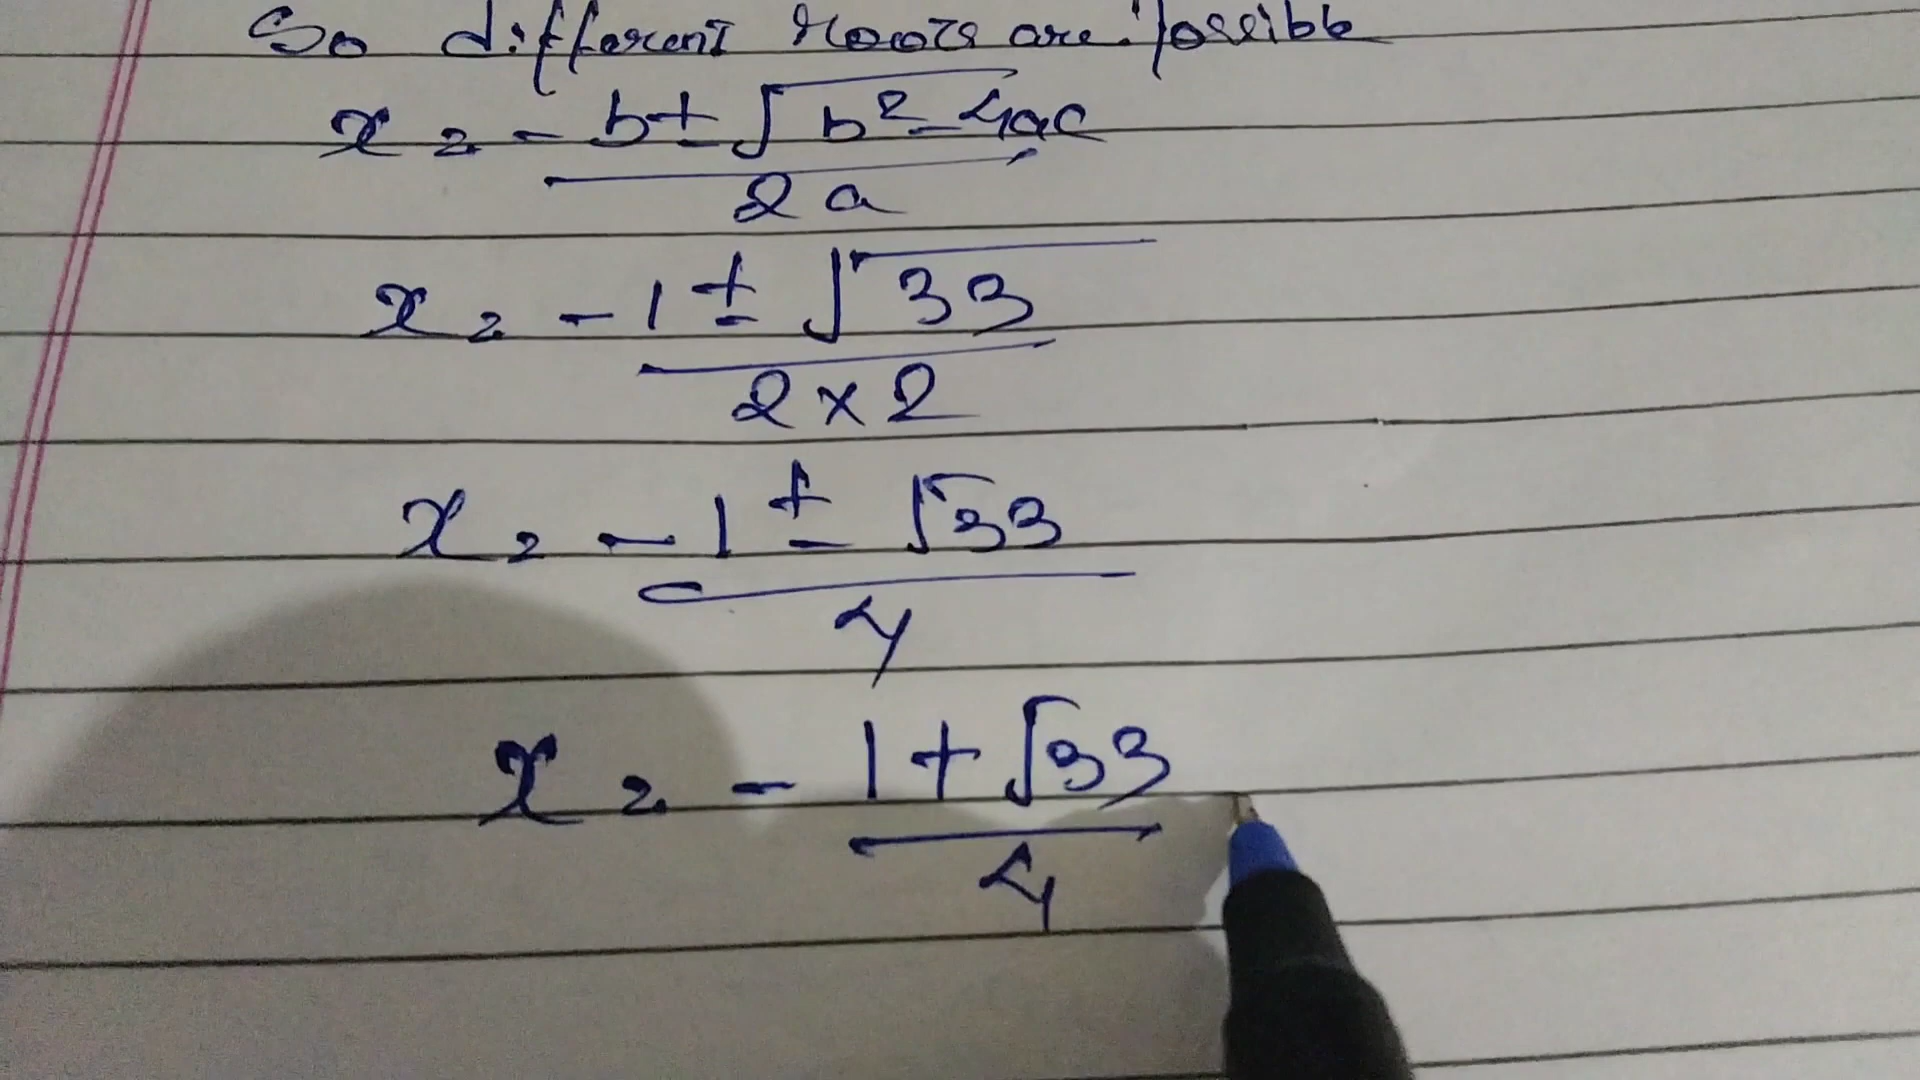 So different roots are possible
x = - b ± √b² - 4ac
2a
x = - 1 ± √33
2 × 2
x = - 1 ± √33
4
x = - 1 + √33
4